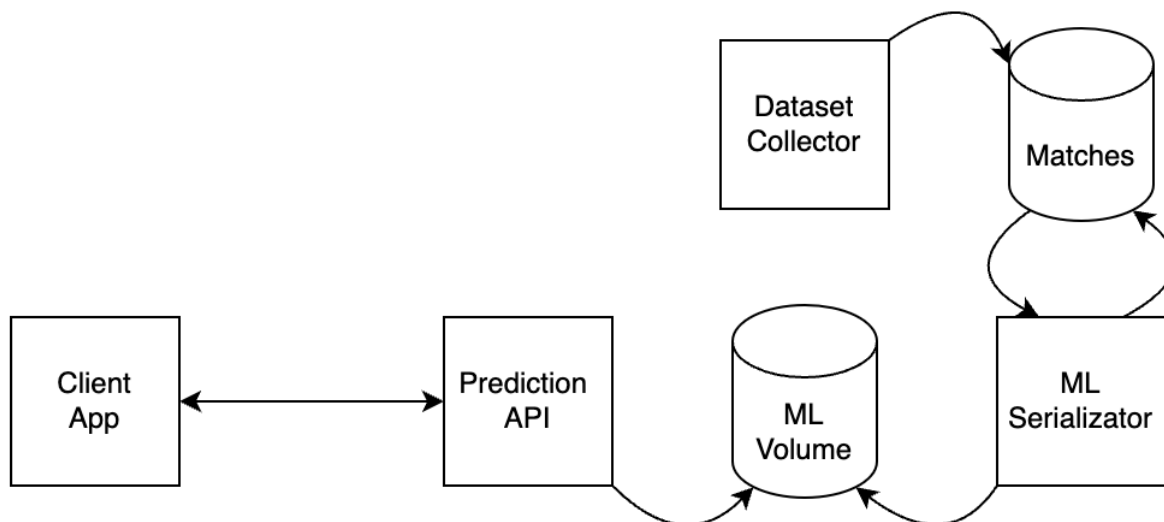 Dataset
Collector
Matches
Client
App
Prediction
API
ML
Volume
ML
Serializator